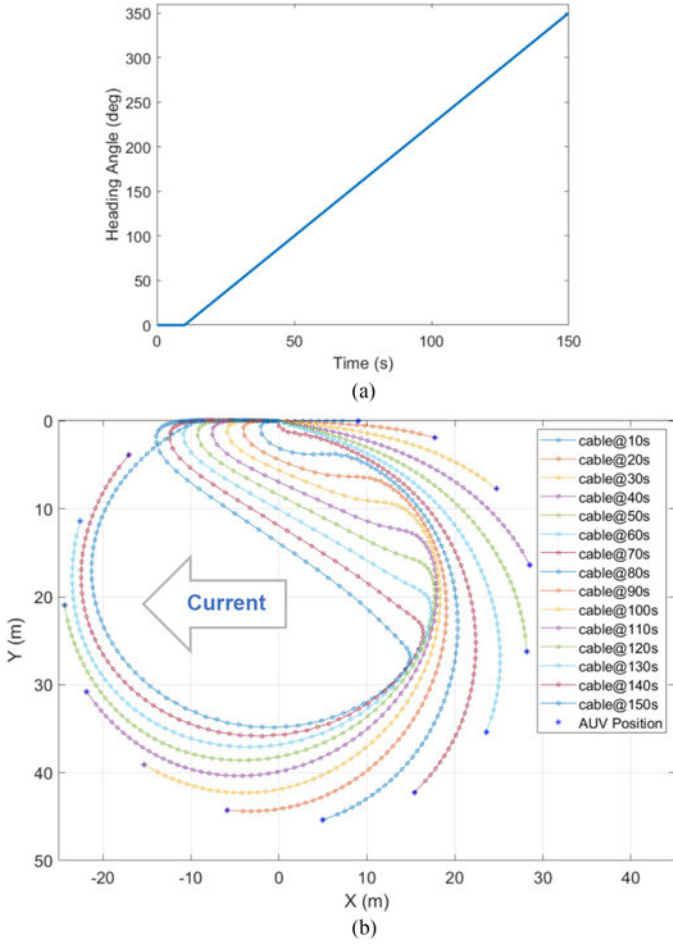 350
300
250
200
150
100
50
0
Heading Angle (deg)
0 50 100 150
Time (s)
(a)
0
10
20
30
40
50
Y (m)
Current
cable@10s
cable@20s
cable@30s
cable@40s
cable@50s
cable@60s
cable@70s
cable@80s
cable@90s
cable@100s
cable@110s
cable@120s
cable@130s
cable@140s
cable@150s
AUV Position
-20 -10 0 10 20 30 40
X (m)
(b)